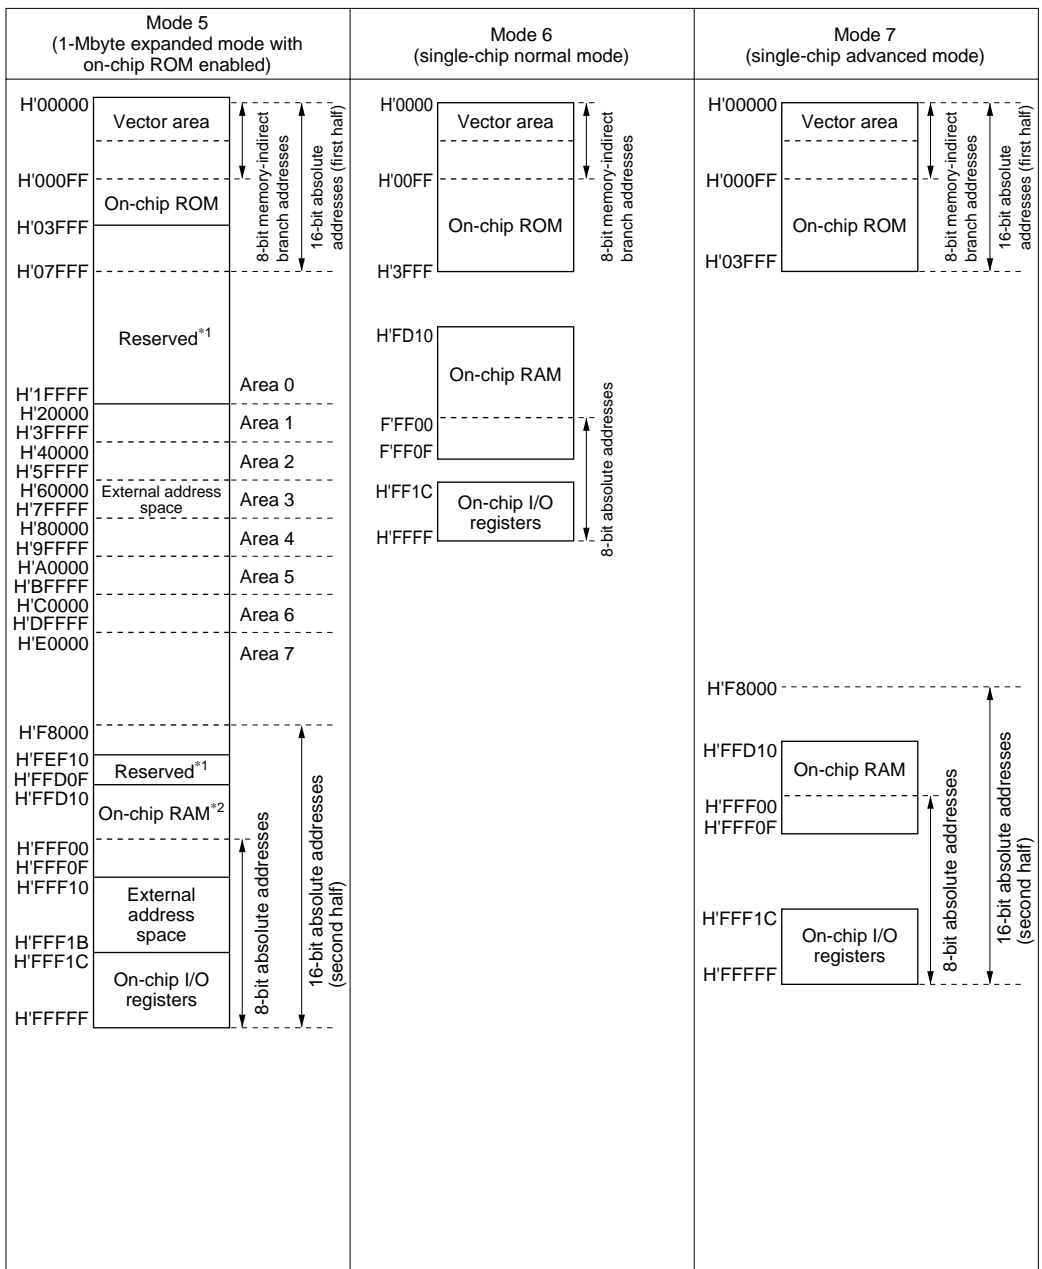 Mode 5
(1-Mbyte expanded mode with
on-chip ROM enabled)
H'00000
Vector area
H'000FF
On-chip ROM
H'03FFF
H'07FFF
8-bit memory-indirect
branch addresses
16-bit absolute
addresses (first half)
Reserved*1
H'1FFFF
Area 0
H'20000
H'3FFFF
Area 1
H'40000
H'5FFFF
Area 2
H'60000
H'7FFFF
External address
space
Area 3
H'80000
H'9FFFF
Area 4
H'A0000
H'BFFFF
Area 5
H'C0000
H'DFFFF
Area 6
H'E0000
Area 7
H'F8000
H'FEF10
Reserved*1
H'FFD0F
H'FFD10
On-chip RAM*2
H'FFF00
H'FFF0F
H'FFF10
External
address
space
H'FFF1B
H'FFF1C
On-chip I/O
registers
H'FFFFF
8-bit absolute addresses
16-bit absolute addresses
(second half)
Mode 6
(single-chip normal mode)
H'0000
Vector area
H'00FF
On-chip ROM
H'3FFF
8-bit memory-indirect
branch addresses
H'FD10
On-chip RAM
F'FF00
F'FF0F
H'FF1C
On-chip I/O
registers
H'FFFF
8-bit absolute addresses
Mode 7
(single-chip advanced mode)
H'00000
Vector area
H'000FF
On-chip ROM
H'03FFF
8-bit memory-indirect
branch addresses
16-bit absolute
addresses (first half)
H'F8000
H'FFD10
On-chip RAM
H'FFF00
H'FFF0F
H'FFF1C
On-chip I/O
registers
H'FFFFF
8-bit absolute addresses
16-bit absolute addresses
(second half)